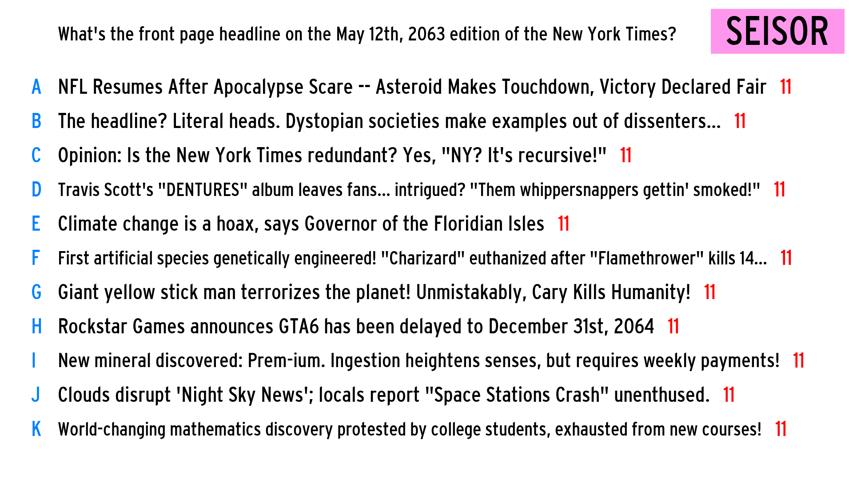 What's the front page headline on the May 12th, 2063 edition of the New York Times? SEISOR
A NFL Resumes After Apocalypse Scare -- Asteroid Makes Touchdown, Victory Declared Fair 11
B The headline? Literal heads. Dystopian societies make examples out of dissenters... 11
C Opinion: Is the New York Times redundant? Yes, "NY? It's recursive!" 11
D Travis Scott's "DENTURES" album leaves fans... intrigued? "Them whippersnappers gettin' smoked!" 11
E Climate change is a hoax, says Governor of the Floridian Isles 11
F First artificial species genetically engineered! "Charizard" euthanized after "Flamethrower" kills 14... 11
G Giant yellow stick man terrorizes the planet! Unmistakably, Cary Kills Humanity! 11
H Rockstar Games announces GTA6 has been delayed to December 31st, 2064 11
I New mineral discovered: Prem-ium. Ingestion heightens senses, but requires weekly payments! 11
J Clouds disrupt 'Night Sky News'; locals report "Space Stations Crash" unenthused. 11
K World-changing mathematics discovery protested by college students, exhausted from new courses! 11